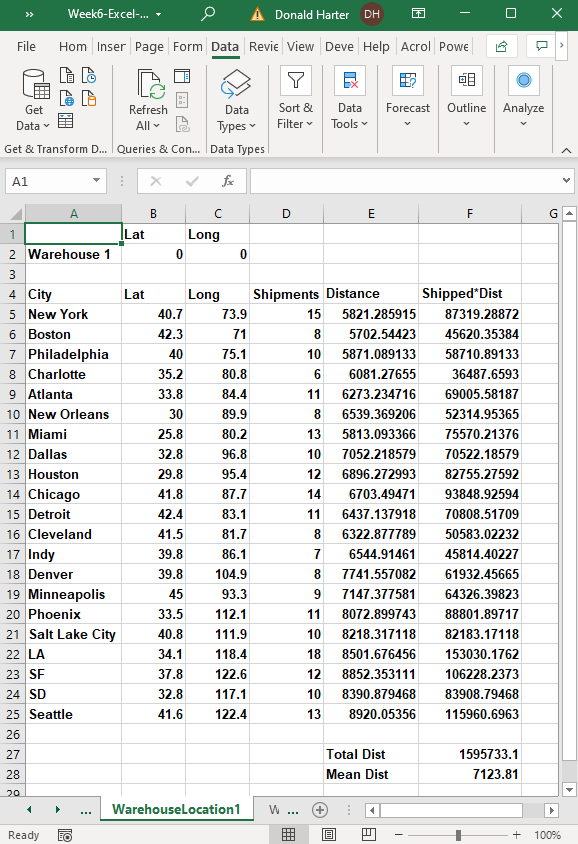 » Week6-Excel-... Donald Harter DH
File Hom Inser Page Form Data Revie View Deve Help Acrol Powe
Get Data Refresh All Data Types Sort & Filter Data Tools Forecast Outline Analyze
Get & Transform D... Queries & Con... Data Types
A1 fx
A B C D E F G
1 Lat Long
2 Warehouse 1 0 0
3
4 City Lat Long Shipments Distance Shipped*Dist
5 New York 40.7 73.9 15 5821.285915 87319.28872
6 Boston 42.3 71 8 5702.54423 45620.35384
7 Philadelphia 40 75.1 10 5871.089133 58710.89133
8 Charlotte 35.2 80.8 6 6081.27655 36487.6593
9 Atlanta 33.8 84.4 11 6273.234716 69005.58187
10 New Orleans 30 89.9 8 6539.369206 52314.95365
11 Miami 25.8 80.2 13 5813.093366 75570.21376
12 Dallas 32.8 96.8 10 7052.218579 70522.18579
13 Houston 29.8 95.4 12 6896.272993 82755.27592
14 Chicago 41.8 87.7 14 6703.49471 93848.92594
15 Detroit 42.4 83.1 11 6437.137918 70808.51709
16 Cleveland 41.5 81.7 8 6322.877789 50583.02232
17 Indy 39.8 86.1 7 6544.91461 45814.40227
18 Denver 39.8 104.9 8 7741.557082 61932.45665
19 Minneapolis 45 93.3 9 7147.377581 64326.39823
20 Phoenix 33.5 112.1 11 8072.899743 88801.89717
21 Salt Lake City 40.8 111.9 10 8218.317118 82183.17118
22 LA 34.1 118.4 18 8501.676456 153030.1762
23 SF 37.8 122.6 12 8852.353111 106228.2373
24 SD 32.8 117.1 10 8390.879468 83908.79468
25 Seattle 41.6 122.4 13 8920.05356 115960.6963
26
27 Total Dist 1595733.1
28 Mean Dist 7123.81
29
... WarehouseLocation1 W ...
Ready 100%